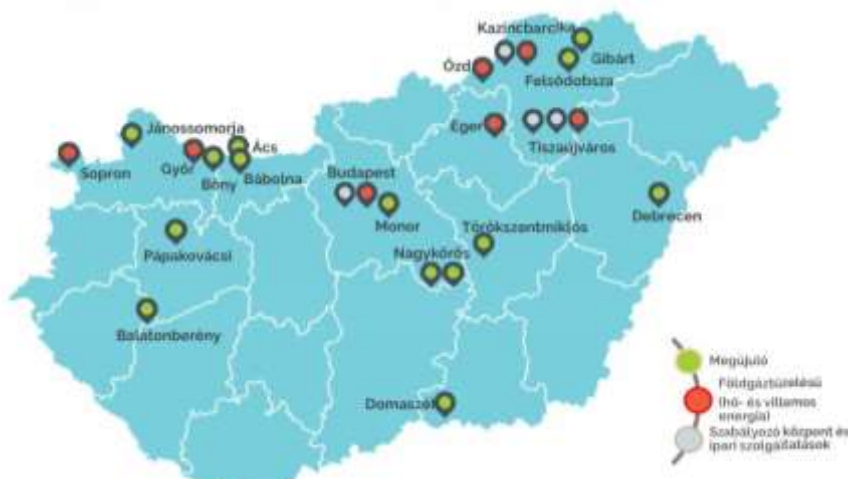 Kazincbarcika
Gibárt
Ózd
Felsődobsza
Jánossomorja
Ács
Eger
Tiszaújváros
Sopron
Győr
Bőny
Bábolna
Budapest
Debrecen
Monor
Törökszentmiklós
Pápakovácsi
Nagykőrös
Balatonberény
Domaszék
Megújuló
Földgáztüzelésű
(hő- és villamos
energia)
Szabályozó központ és
ipari szolgáltatások